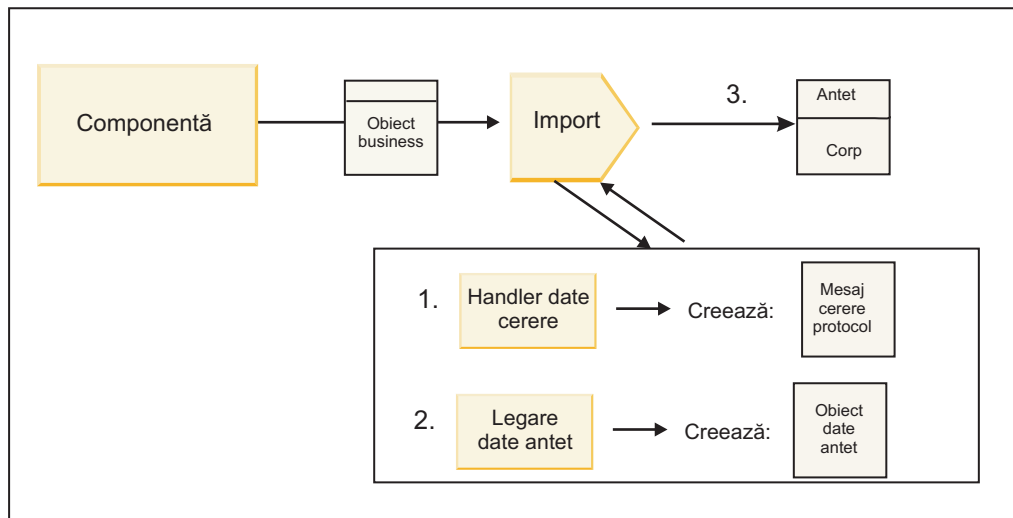 Componentă
Obiect
business
Import
3.
Antet
Corp
1.
Handler date
cerere
Creează:
Mesaj
cerere
protocol
2.
Legare
date antet
Creează:
Obiect
date
antet